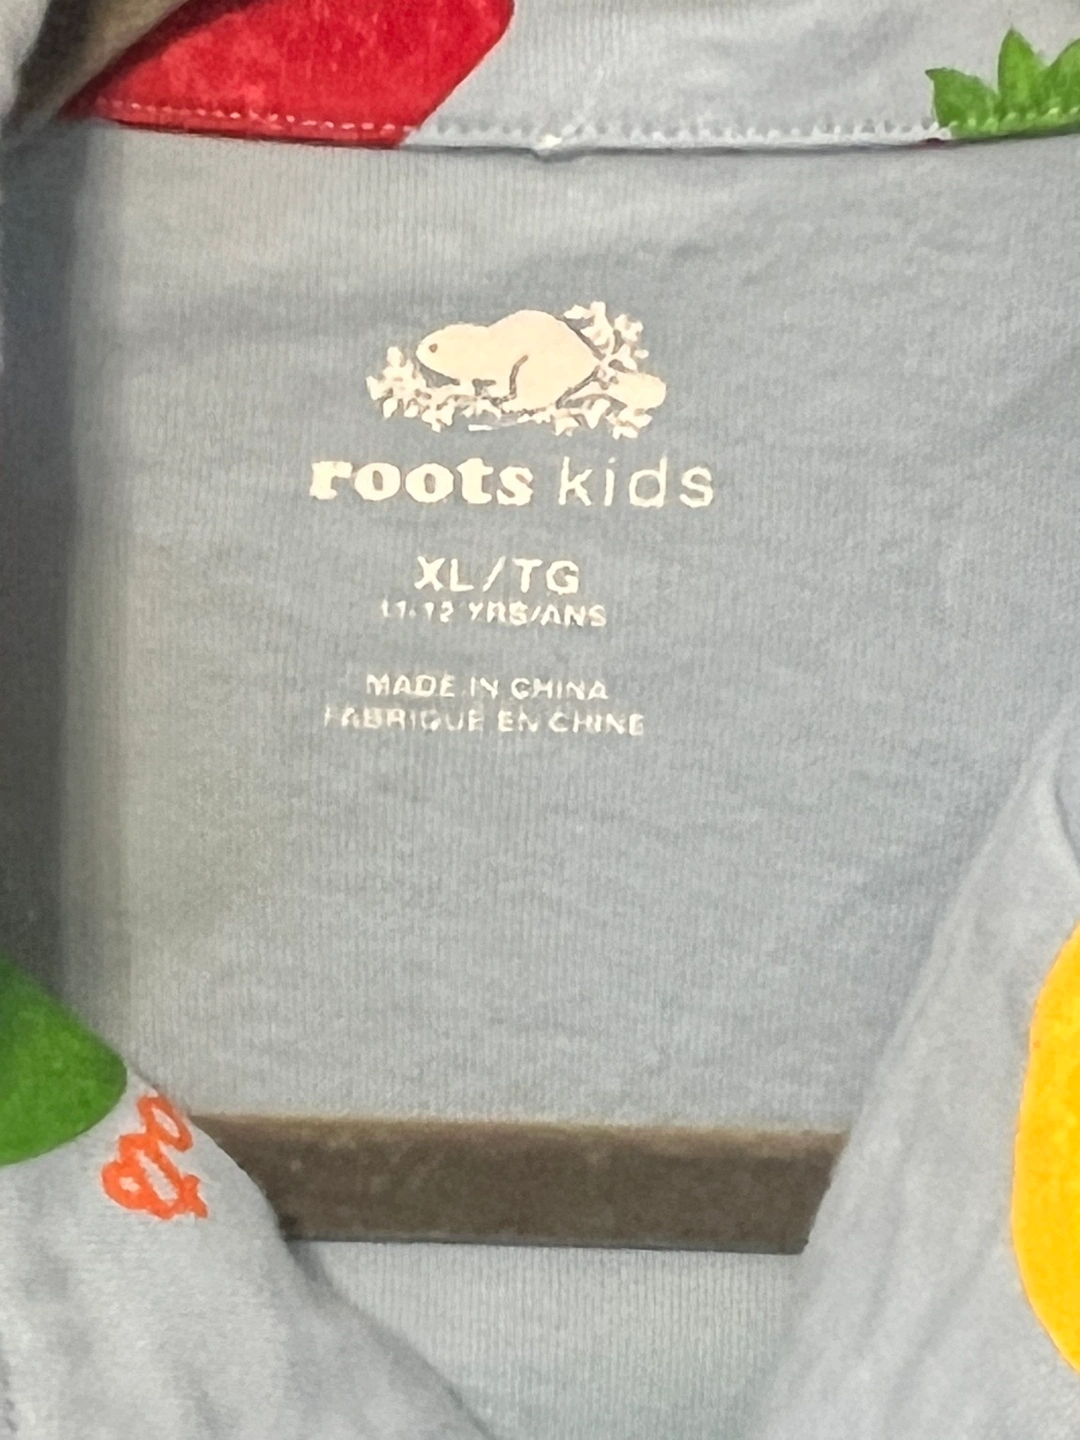 roots kids
XL/TG
11-12 YRS/ANS
MADE IN CHINA
FABRIQUE EN CHINE